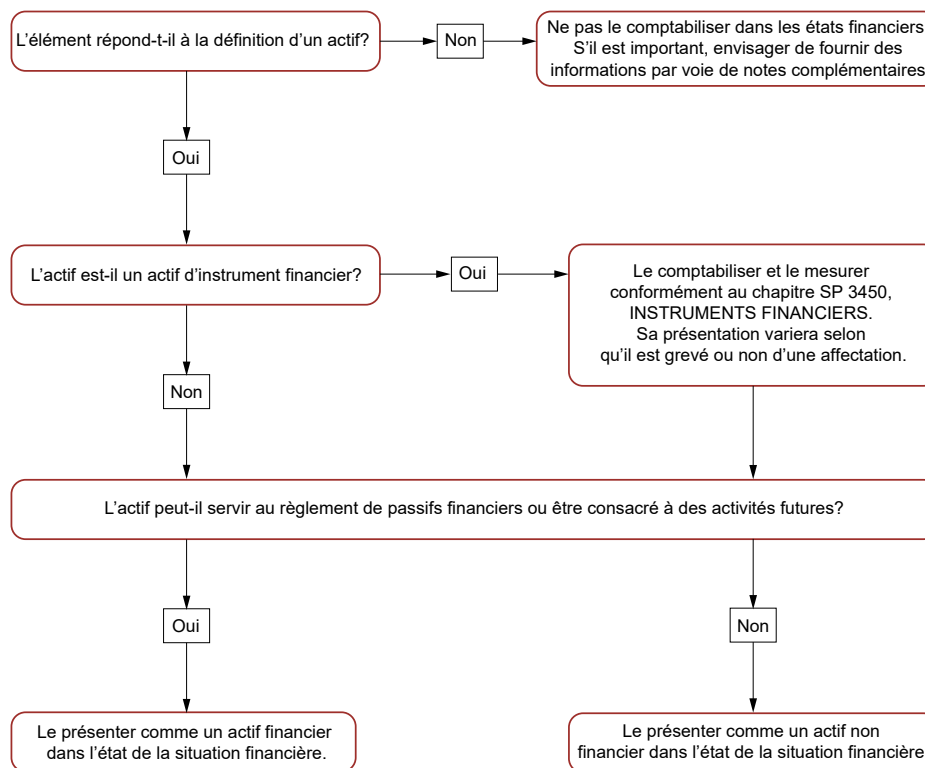 L’élément répond-t-il à la définition d’un actif?
Non
Ne pas le comptabiliser dans les états financiers
S’il est important, envisager de fournir des
informations par voie de notes complémentaires
Oui
L’actif est-il un actif d’instrument financier?
Oui
Le comptabiliser et le mesurer
conformément au chapitre SP 3450,
INSTRUMENTS FINANCIERS.
Sa présentation variera selon
qu’il est grevé ou non d’une affectation.
Non
L’actif peut-il servir au règlement de passifs financiers ou être consacré à des activités futures?
Oui
Non
Le présenter comme un actif financier
dans l’état de la situation financière.
Le présenter comme un actif non
financier dans l’état de la situation financière